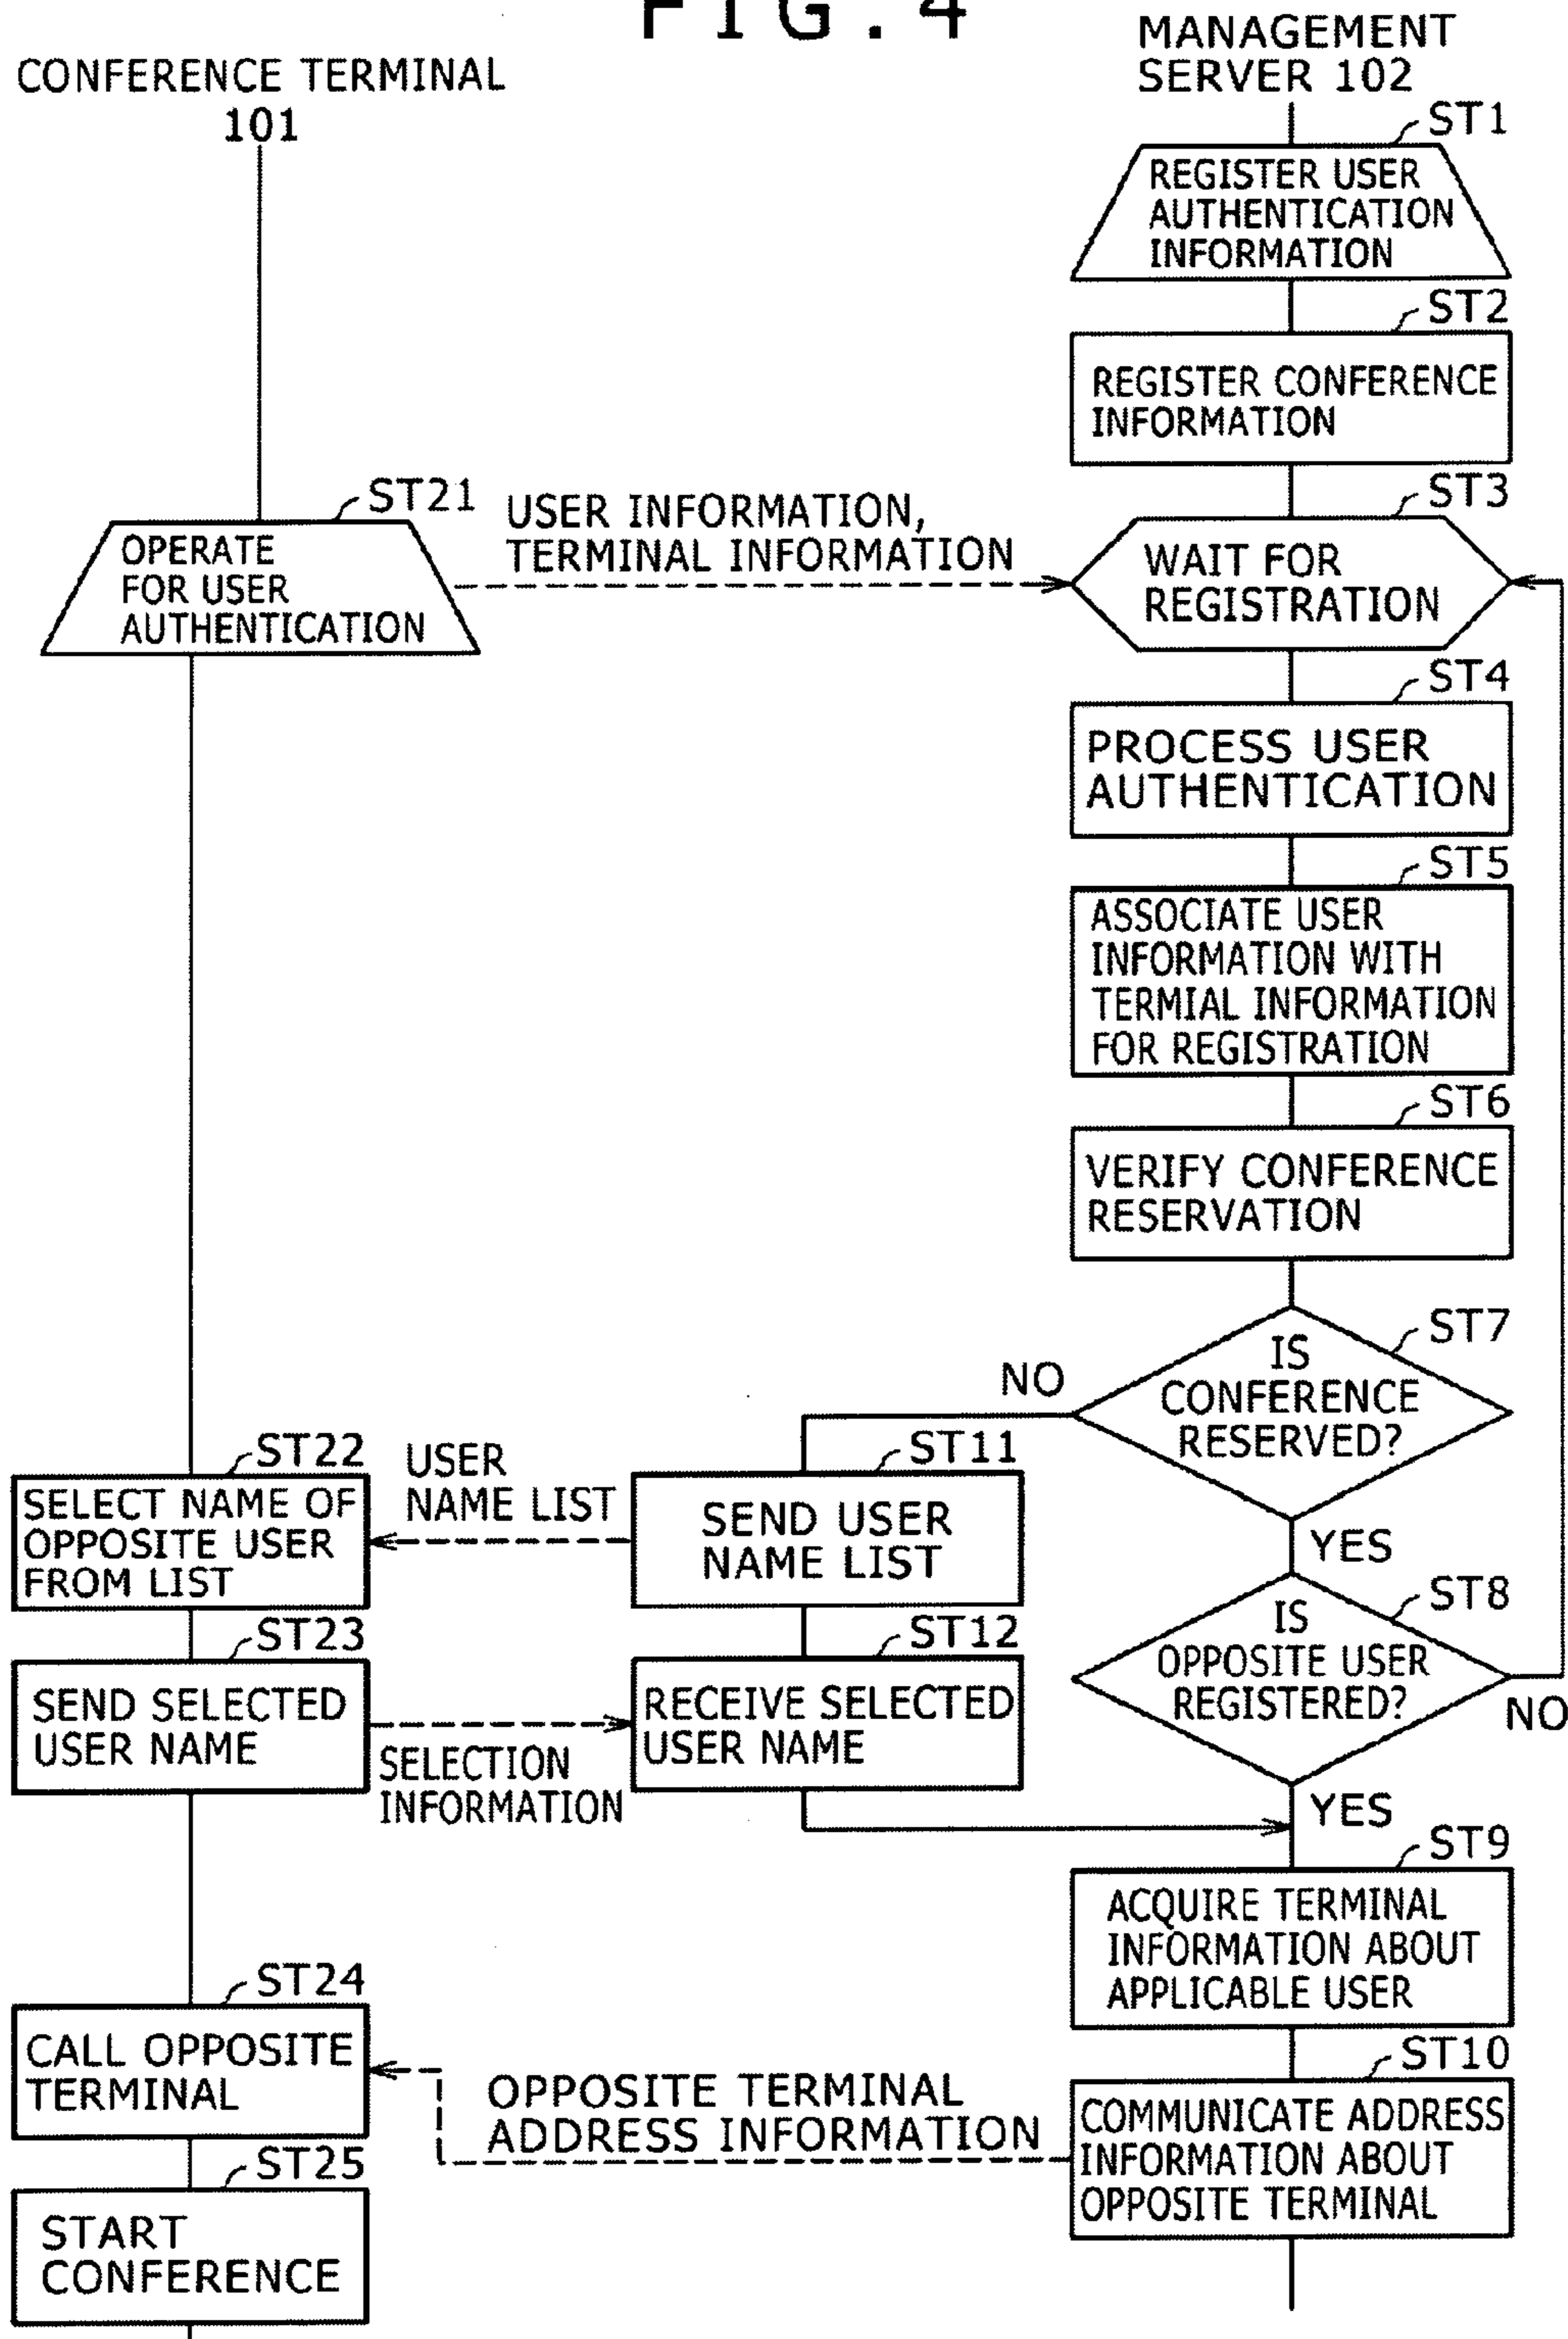 FIG.4
CONFERENCE TERMINAL
101
MANAGEMENT
SERVER 102
ST1
REGISTER USER
AUTHENTICATION
INFORMATION
ST2
REGISTER CONFERENCE
INFORMATION
ST21
OPERATE
FOR USER
AUTHENTICATION
USER INFORMATION,
TERMINAL INFORMATION
ST3
WAIT FOR
REGISTRATION
ST4
PROCESS USER
AUTHENTICATION
ST5
ASSOCIATE USER
INFORMATION WITH
TERMIAL INFORMATION
FOR REGISTRATION
ST6
VERIFY CONFERENCE
RESERVATION
ST7
IS
CONFERENCE
RESERVED?
NO
YES
ST22
SELECT NAME OF
OPPOSITE USER
FROM LIST
USER
NAME LIST
ST11
SEND USER
NAME LIST
ST8
IS
OPPOSITE USER
REGISTERED?
NO
YES
ST23
SEND SELECTED
USER NAME
SELECTION
INFORMATION
ST12
RECEIVE SELECTED
USER NAME
ST9
ACQUIRE TERMINAL
INFORMATION ABOUT
APPLICABLE USER
ST24
CALL OPPOSITE
TERMINAL
OPPOSITE TERMINAL
ADDRESS INFORMATION
ST10
COMMUNICATE ADDRESS
INFORMATION ABOUT
OPPOSITE TERMINAL
ST25
START
CONFERENCE